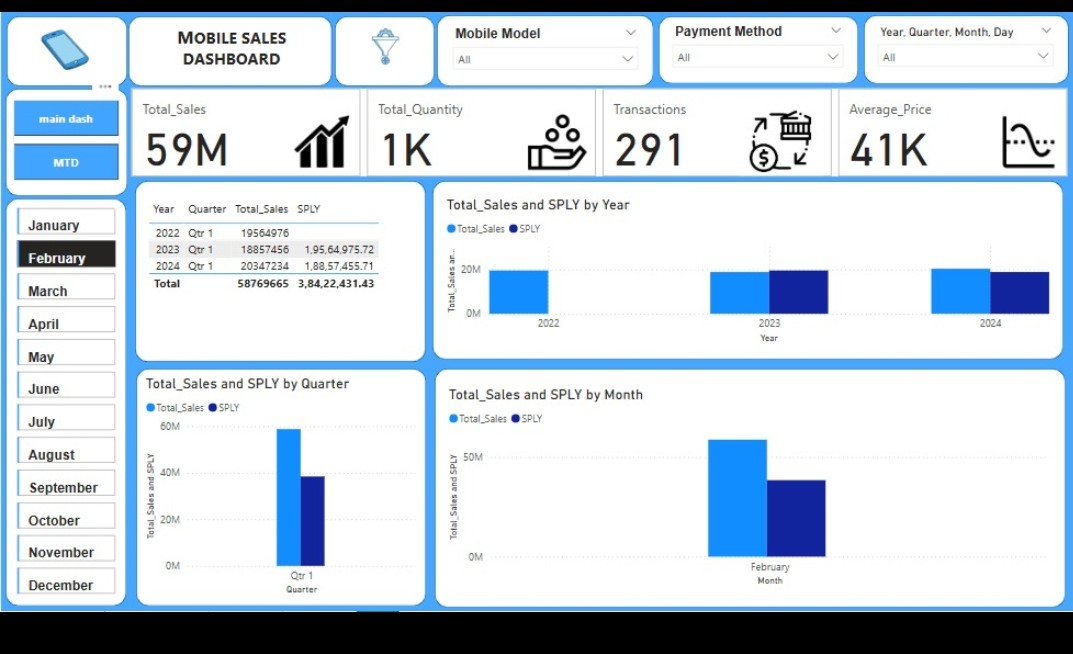 MOBILE SALES
DASHBOARD
Mobile Model
All
Payment Method
All
Year, Quarter, Month, Day
All
main dash
MTD
Total_Sales
59M
Total_Quantity
1K
Transactions
291
$
Average_Price
41K
January
February
March
April
May
June
July
August
September
October
November
December
Year Quarter Total_Sales SPLY
2022 Qtr 1 19564976
2023 Qtr 1 18857456 1,95,64,975.72
2024 Qtr 1 20347234 1,88,57,455.71
Total 58769665 3,84,22,431.43
Total_Sales and SPLY by Year
Total_Sales SPLY
Total_Sales an...
20M
0M
2022 2023 2024
Year
Total_Sales and SPLY by Quarter
Total_Sales SPLY
Total_Sales and SPLY
60M
40M
20M
0M
Qtr 1
Quarter
Total_Sales and SPLY by Month
Total_Sales SPLY
Total_Sales and SPLY
50M
0M
February
Month